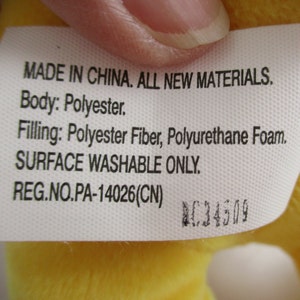 MADE IN CHINA. ALL NEW MATERIALS.
Body: Polyester.
Filling: Polyester Fiber, Polyurethane Foam.
SURFACE WASHABLE ONLY.
REG.NO.PA-14026(CN)